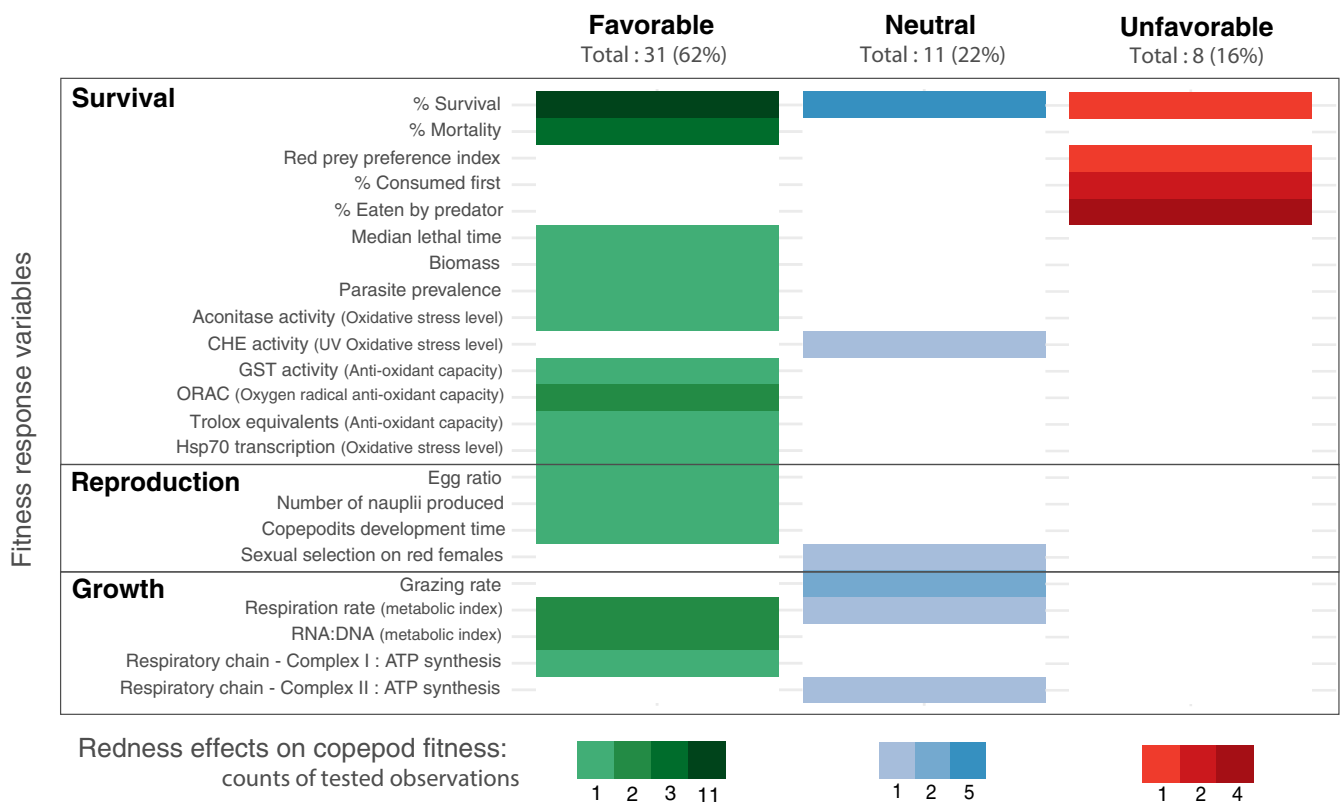 Favorable
Total : 31 (62%)
Neutral
Total : 11 (22%)
Unfavorable
Total : 8 (16%)
Fitness response variables
Survival
% Survival
% Mortality
Red prey preference index
% Consumed first
% Eaten by predator
Median lethal time
Biomass
Parasite prevalence
Aconitase activity (Oxidative stress level)
CHE activity (UV Oxidative stress level)
GST activity (Anti-oxidant capacity)
ORAC (Oxygen radical anti-oxidant capacity)
Trolox equivalents (Anti-oxidant capacity)
Hsp70 transcription (Oxidative stress level)
Reproduction
Egg ratio
Number of nauplii produced
Copepodits development time
Sexual selection on red females
Growth
Grazing rate
Respiration rate (metabolic index)
RNA:DNA (metabolic index)
Respiratory chain - Complex I : ATP synthesis
Respiratory chain - Complex II : ATP synthesis
Redness effects on copepod fitness:
counts of tested observations
1 2 3 11
1 2 5
1 2 4